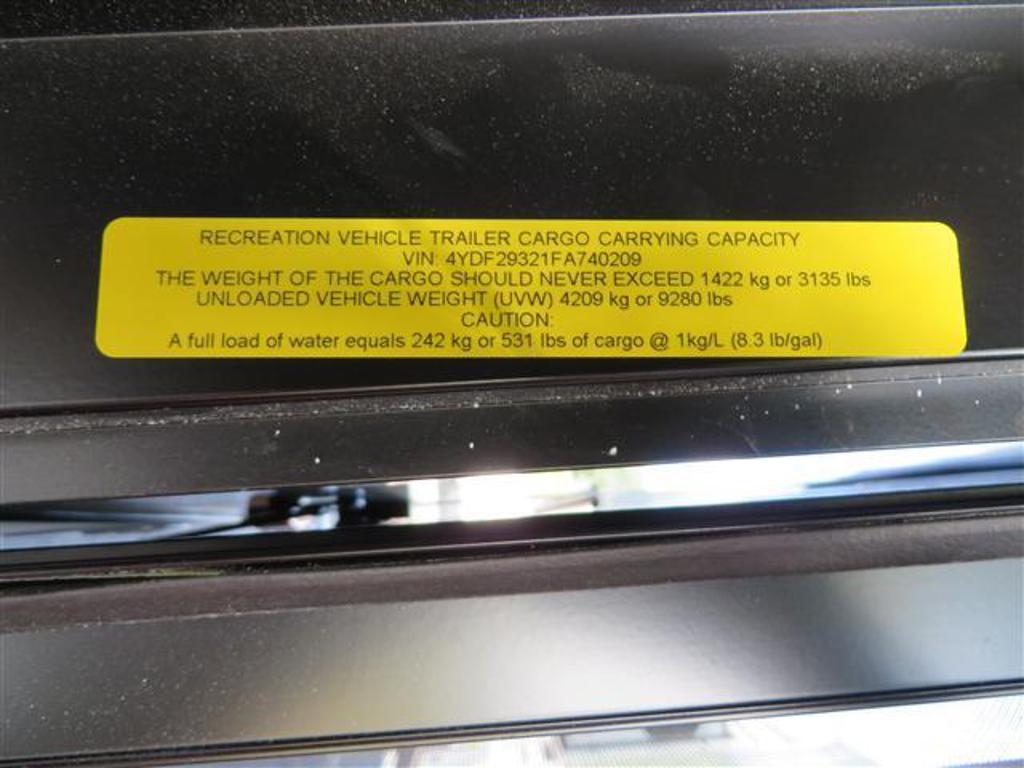 RECREATION VEHICLE TRAILER CARGO CARRYING CAPACITY
VIN: 4YDF29321FA740209
THE WEIGHT OF THE CARGO SHOULD NEVER EXCEED 1422 kg or 3135 lbs
UNLOADED VEHICLE WEIGHT (UVW) 4209 kg or 9280 lbs
CAUTION:
A full load of water equals 242 kg or 531 lbs of cargo @ 1kg/L (8.3 lb/gal)